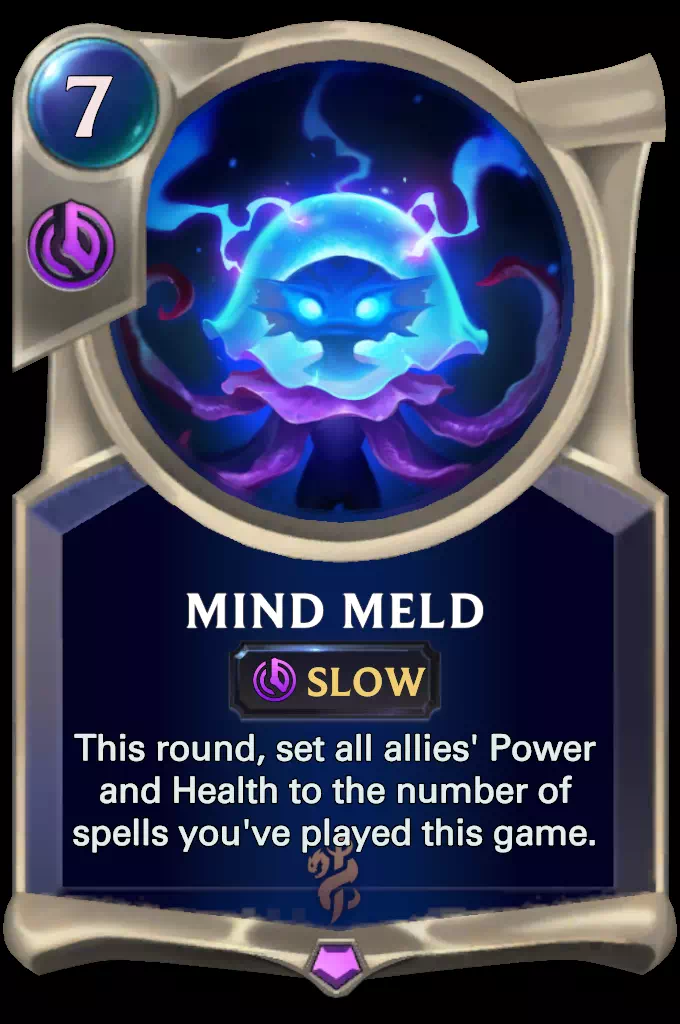 7
MIND MELD
SLOW
This round, set all allies' Power
and Health to the number of
spells you've played this game.